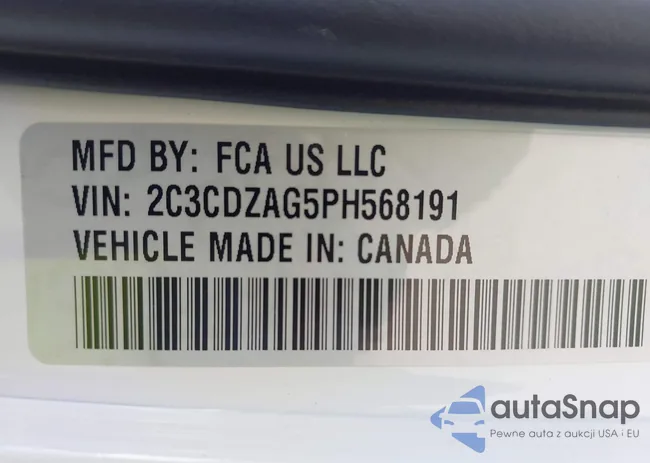 MFD BY: FCA US LLC
VIN: 2C3CDZAG5PH568191
VEHICLE MADE IN: CANADA
autaSnap
Pewne auta z aukcji USA i EU